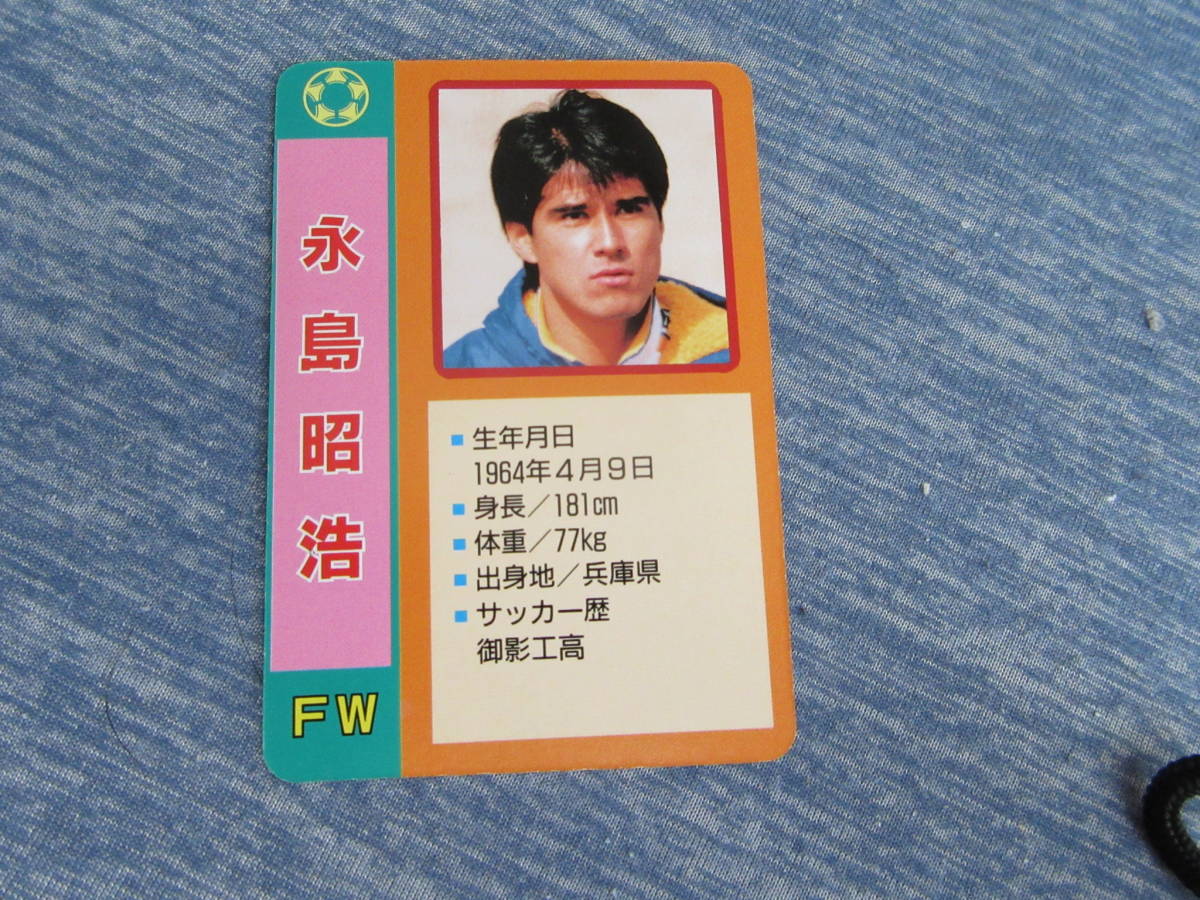 永島昭浩
FW
■生年月日
1964年4月9日
■身長／181cm
■体重／77kg
■出身地／兵庫県
■サッカー歴
御影工高